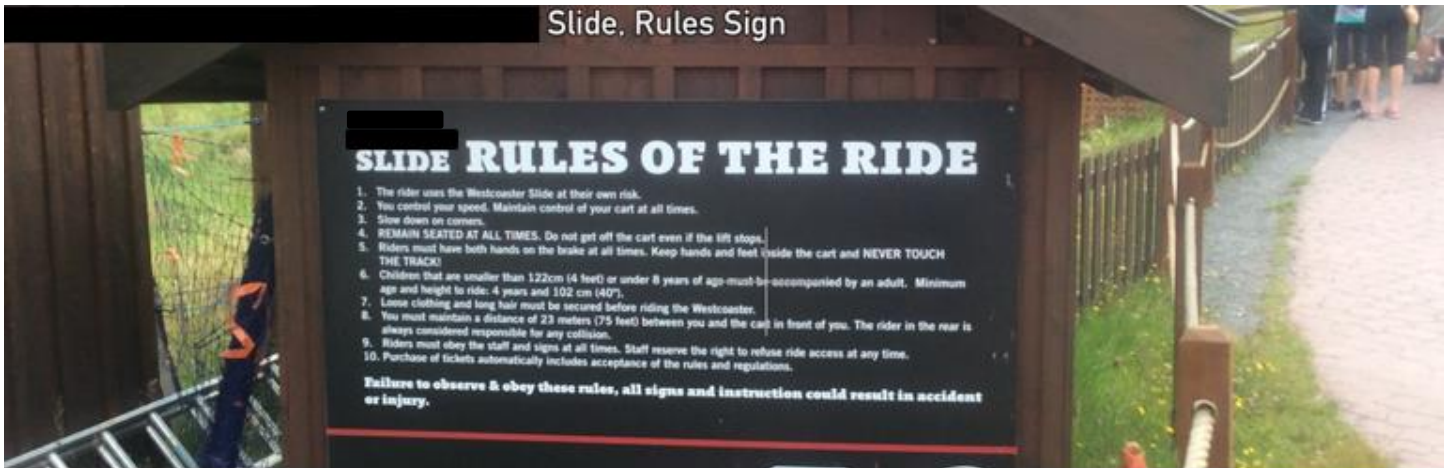 Slide. Rules Sign
SLIDE RULES OF THE RIDE
1. The rider uses the Westcoaster Slide at their own risk.
2. You control your speed. Maintain control of your cart at all times.
3. Slow down on corners.
4. REMAIN SEATED AT ALL TIMES. Do not get off the cart even if the lift stops.
5. Riders must have both hands on the brake at all times. Keep hands and feet inside the cart and NEVER TOUCH
THE TRACK!
6. Children that are smaller than 122cm (4 feet) or under 8 years of age must be accompanied by an adult. Minimum
age and height to ride: 4 years and 102 cm (40").
7. Loose clothing and long hair must be secured before riding the Westcoaster.
8. You must maintain a distance of 23 meters (75 feet) between you and the cart in front of you. The rider in the rear is
always considered responsible for any collision.
9. Riders must obey the staff and signs at all times. Staff reserve the right to refuse ride access at any time.
10. Purchase of tickets automatically includes acceptance of the rules and regulations.
Failure to observe & obey these rules, all signs and instruction could result in accident
or injury.